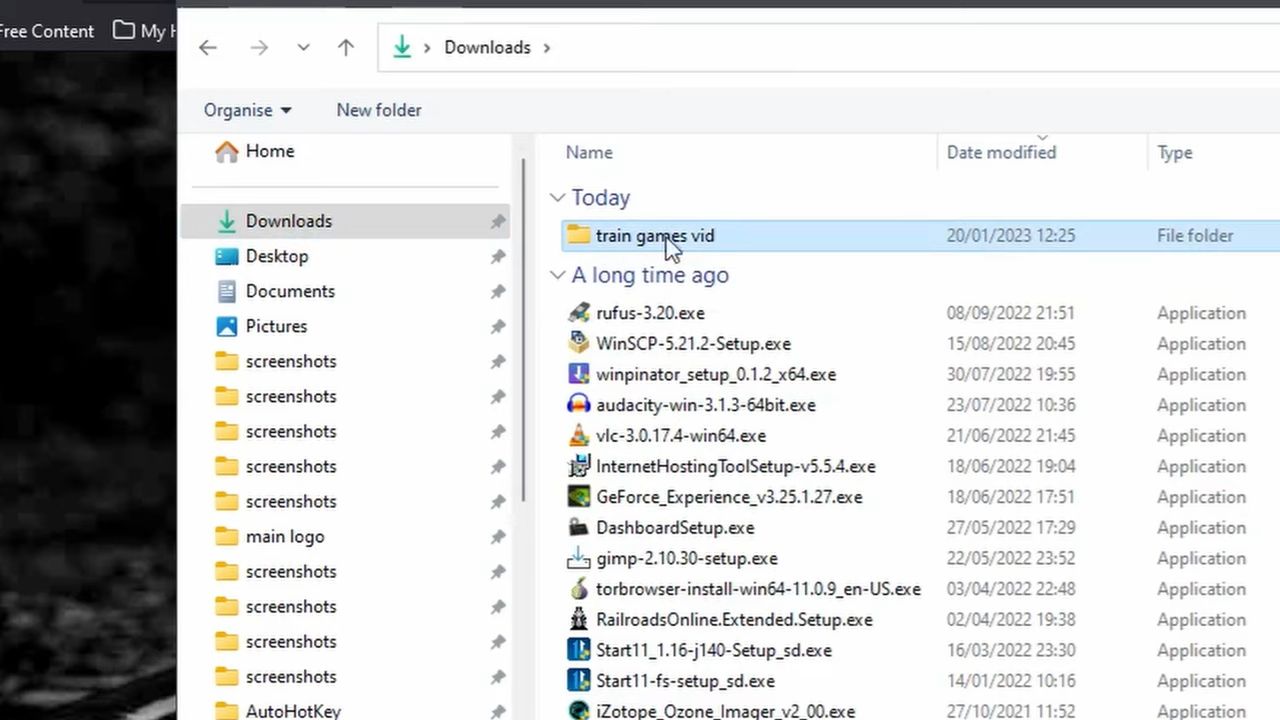 Free Content My
Downloads
Organise New folder
Home
Downloads
Desktop
Documents
Pictures
screenshots
screenshots
screenshots
screenshots
screenshots
main logo
screenshots
screenshots
screenshots
screenshots
AutoHotKey
Name Date modified Type
Today
train games vid 20/01/2023 12:25 File folder
A long time ago
rufus-3.20.exe 08/09/2022 21:51 Application
WinSCP-5.21.2-Setup.exe 15/08/2022 20:45 Application
winpinator_setup_0.1.2_x64.exe 30/07/2022 19:55 Application
audacity-win-3.1.3-64bit.exe 23/07/2022 10:36 Application
vlc-3.0.17.4-win64.exe 21/06/2022 21:45 Application
InternetHostingToolSetup-v5.5.4.exe 18/06/2022 19:04 Application
GeForce_Experience_v3.25.1.27.exe 18/06/2022 17:51 Application
DashboardSetup.exe 27/05/2022 17:29 Application
gimp-2.10.30-setup.exe 22/05/2022 23:52 Application
torbrowser-install-win64-11.0.9_en-US.exe 03/04/2022 22:48 Application
RailroadsOnline.Extended.Setup.exe 02/04/2022 19:38 Application
Start11_1.16-j140-Setup_sd.exe 16/03/2022 23:30 Application
Start11-fs-setup_sd.exe 14/01/2022 10:16 Application
iZotope_Ozone_Imager_v2_00.exe 27/10/2021 11:52 Application